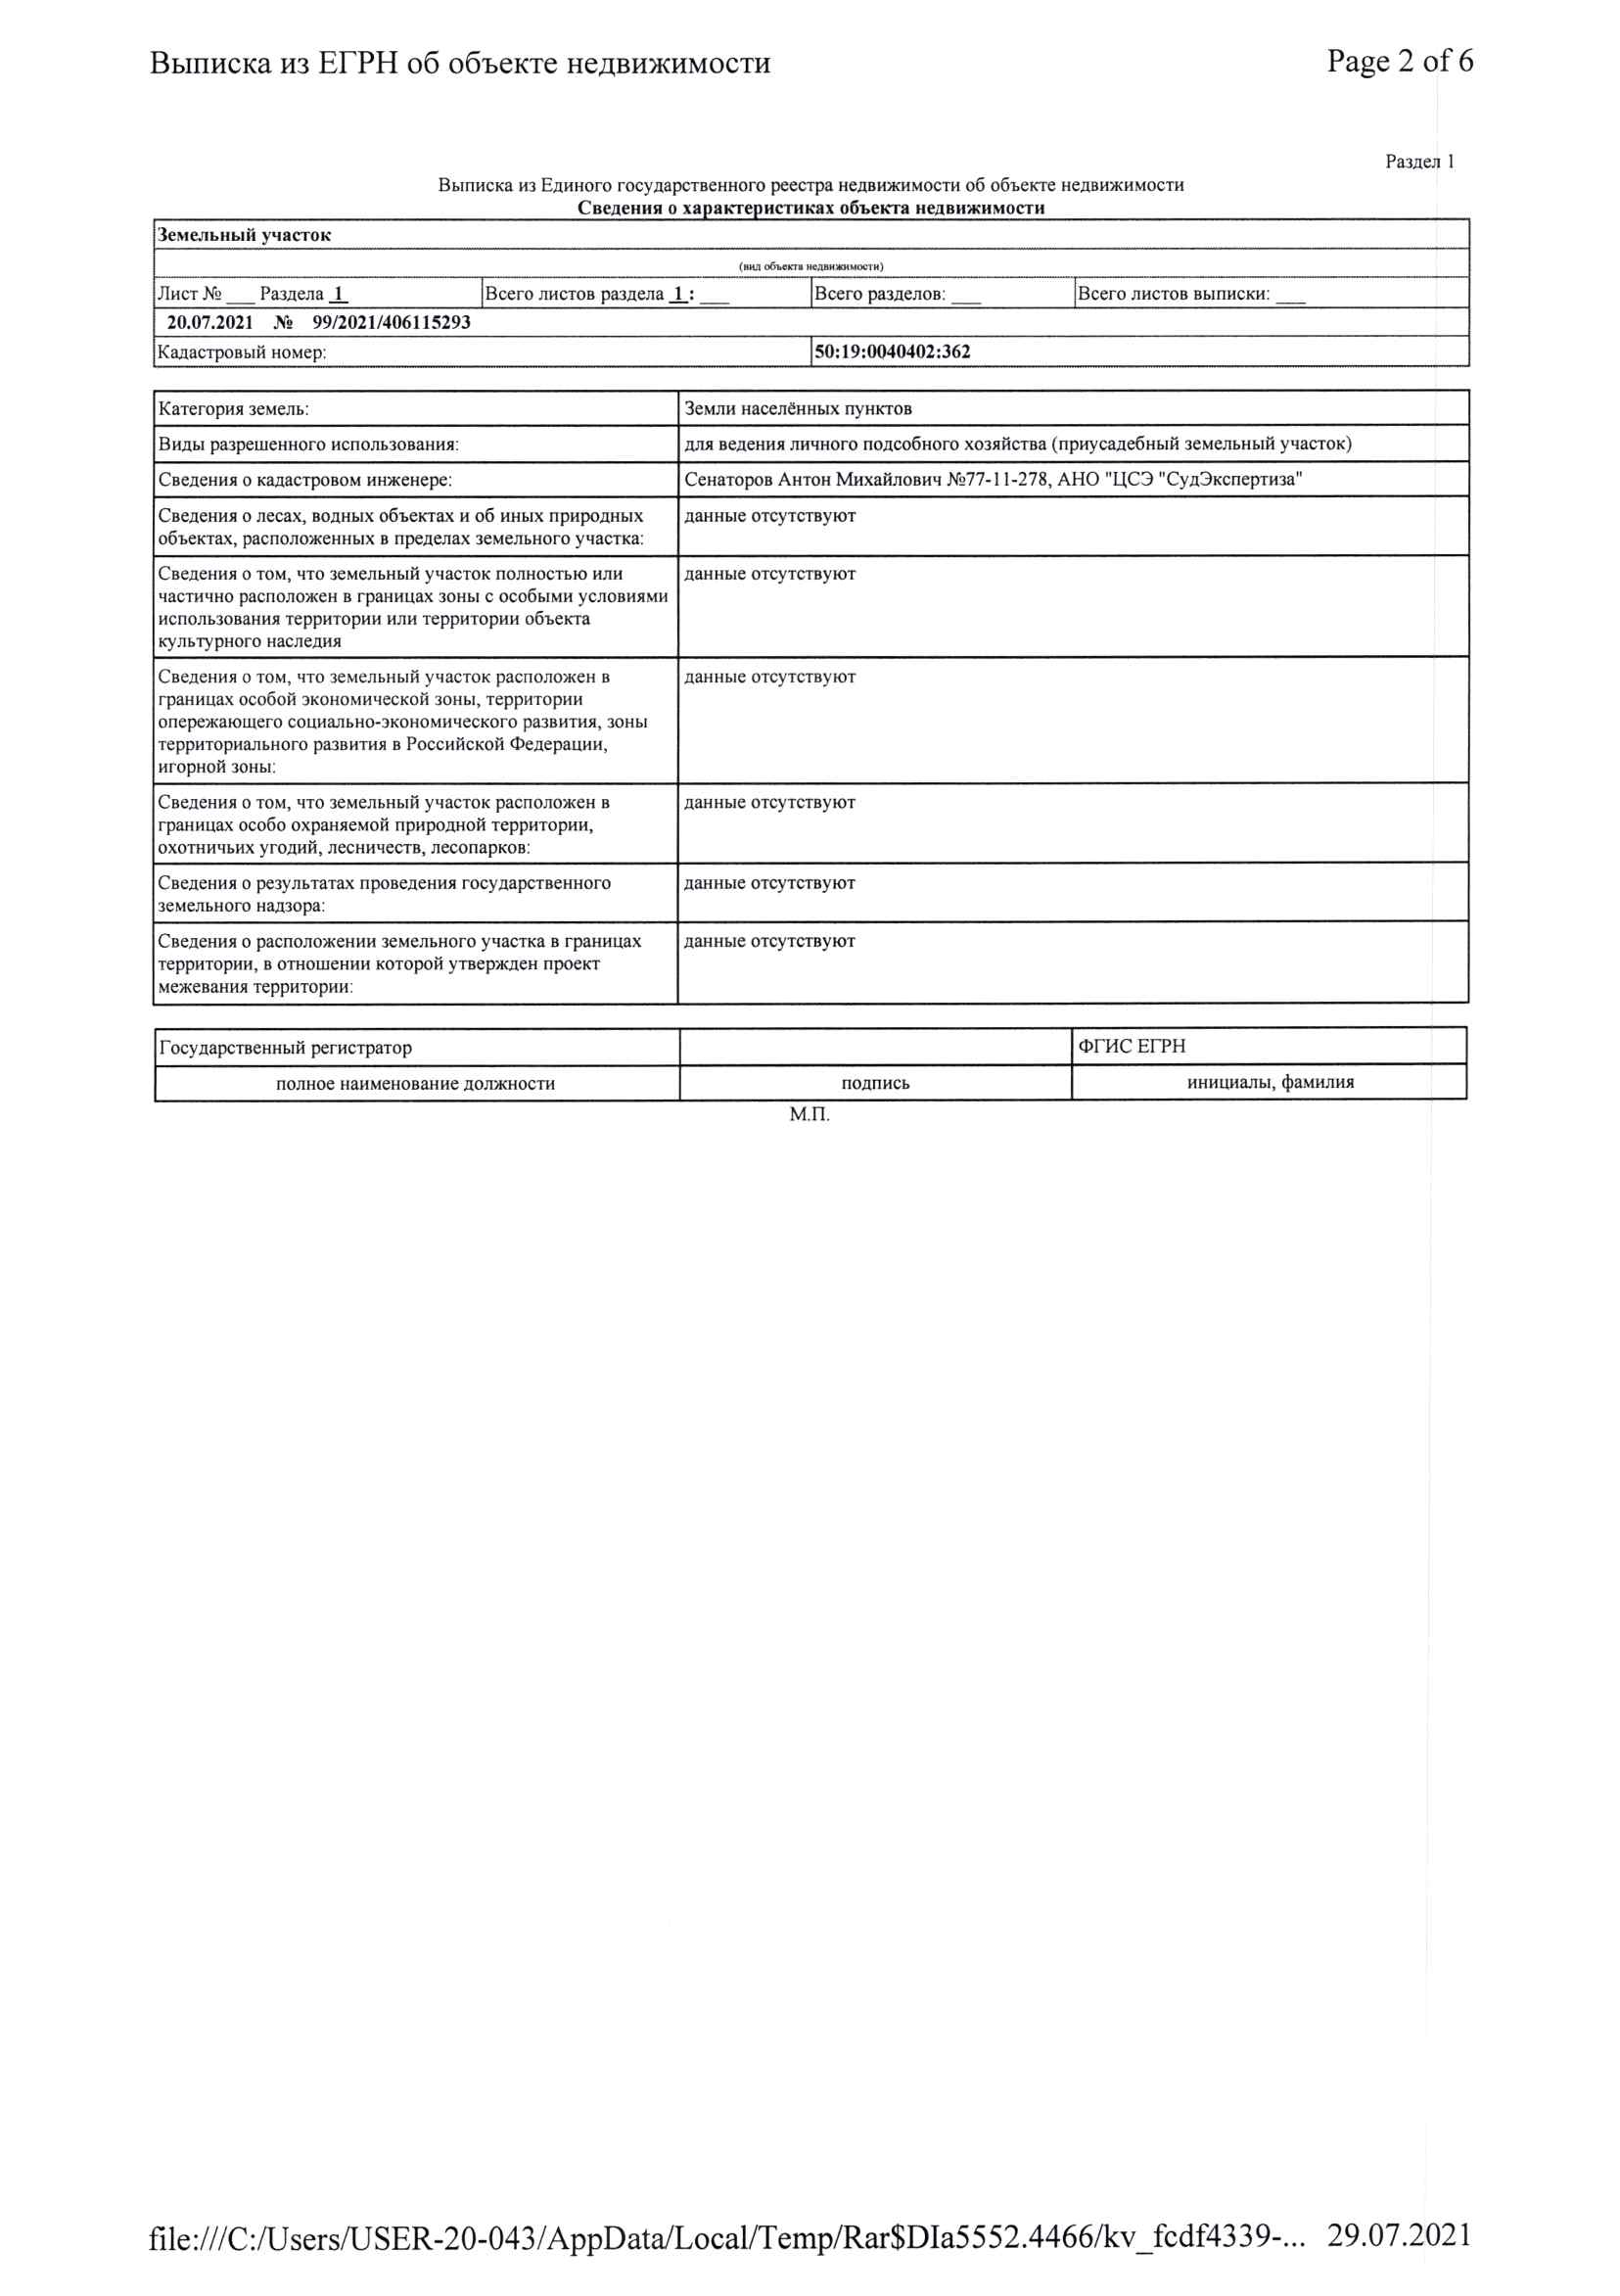 Выписка из ЕГРН об объекте недвижимости
Page 2 of 6
Раздел 1
Выписка из Единого государственного реестра недвижимости об объекте недвижимости
Сведения о характеристиках объекта недвижимости
Земельный участок
(вид объекта недвижимости)
Лист № ___ Раздела 1 Всего листов раздела 1 : ___ Всего разделов: ___ Всего листов выписки: ___
20.07.2021 № 99/2021/406115293
Кадастровый номер: 50:19:0040402:362
Категория земель: Земли населённых пунктов
Виды разрешенного использования: для ведения личного подсобного хозяйства (приусадебный земельный участок)
Сведения о кадастровом инженере: Сенаторов Антон Михайлович №77-11-278, АНО "ЦСЭ "СудЭкспертиза"
Сведения о лесах, водных объектах и об иных природных данные отсутствуют
объектах, расположенных в пределах земельного участка:
Сведения о том, что земельный участок полностью или данные отсутствуют
частично расположен в границах зоны с особыми условиями
использования территории или территории объекта
культурного наследия
Сведения о том, что земельный участок расположен в данные отсутствуют
границах особой экономической зоны, территории
опережающего социально-экономического развития, зоны
территориального развития в Российской Федерации,
игорной зоны:
Сведения о том, что земельный участок расположен в данные отсутствуют
границах особо охраняемой природной территории,
охотничьих угодий, лесничеств, лесопарков:
Сведения о результатах проведения государственного данные отсутствуют
земельного надзора:
Сведения о расположении земельного участка в границах данные отсутствуют
территории, в отношении которой утвержден проект
межевания территории:
Государственный регистратор ФГИС ЕГРН
полное наименование должности подпись инициалы, фамилия
М.П.
file:///C:/Users/USER-20-043/AppData/Local/Temp/Rar$DIa5552.4466/kv_fcdf4339-... 29.07.2021